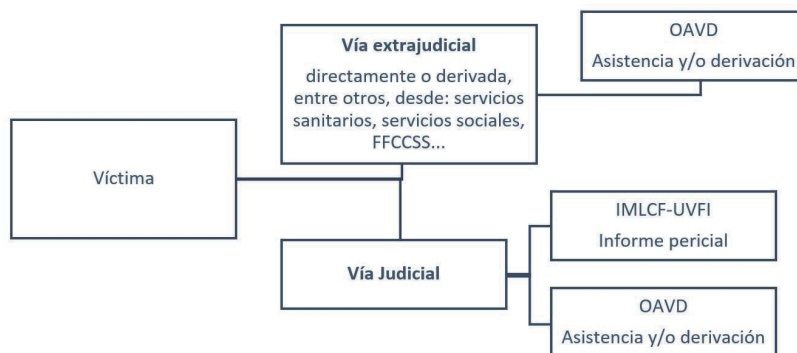 Víctima
Vía extrajudicial
directamente o derivada,
entre otros, desde: servicios
sanitarios, servicios sociales,
FFCCSS...
OAVD
Asistencia y/o derivación
Vía Judicial
IMLCF-UVFI
Informe pericial
OAVD
Asistencia y/o derivación